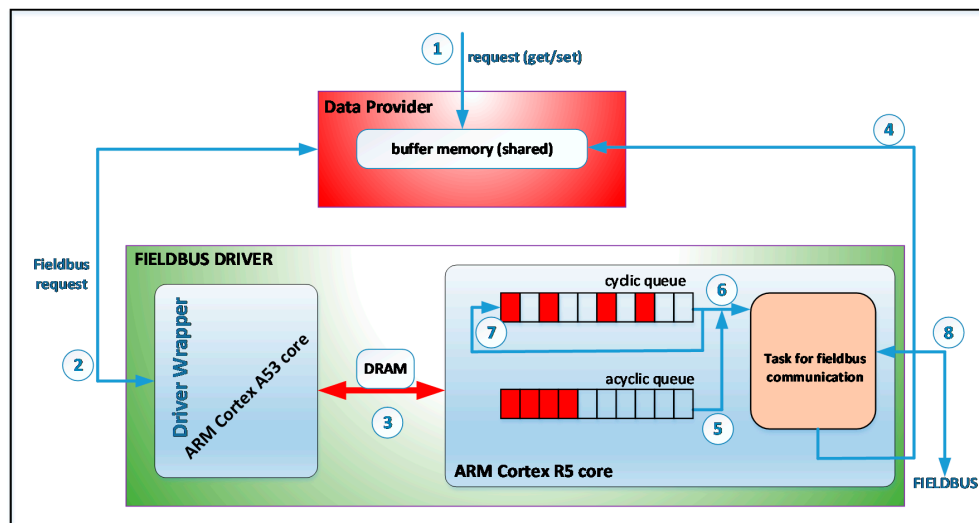 1
request (get/set)
Data Provider
buffer memory (shared)
4
Fieldbus
request
2
FIELDBUS DRIVER
Driver Wrapper
ARM Cortex A53 core
DRAM
3
cyclic queue
6
7
acyclic queue
5
Task for fieldbus
communication
8
ARM Cortex R5 core
FIELDBUS